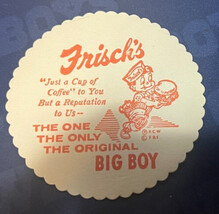 Frisch's
"Just a Cup of
Coffee" to You
But a Reputation
to Us--
THE ONE
THE ONLY
THE ORIGINAL
BIG BOY